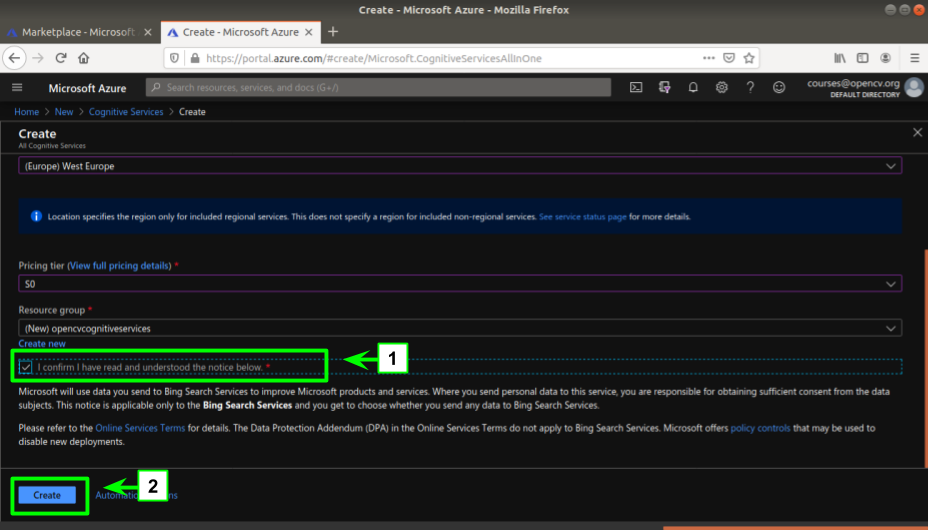 Create - Microsoft Azure - Mozilla Firefox
Marketplace - Microsoft
Create - Microsoft Azure
https://portal.azure.com/#create/Microsoft.CognitiveServicesAllInOne
Microsoft Azure
Search resources, services, and docs (G+/)
courses@opencv.org
DEFAULT DIRECTORY
Home > New > Cognitive Services > Create
Create
All Cognitive Services
(Europe) West Europe
Location specifies the region only for included regional services. This does not specify a region for included non-regional services. See service status page for more details.
Pricing tier (View full pricing details) *
S0
Resource group *
(New) opencvcognitiveservices
Create new
I confirm I have read and understood the notice below. *
1
Microsoft will use data you send to Bing Search Services to improve Microsoft products and services. Where you send personal data to this service, you are responsible for obtaining sufficient consent from the data
subjects. This notice is applicable only to the Bing Search Services and you get to choose whether you send any data to Bing Search Services.
Please refer to the Online Services Terms for details. The Data Protection Addendum (DPA) in the Online Services Terms do not apply to Bing Search Services. Microsoft offers policy controls that may be used to
disable new deployments.
Create
2